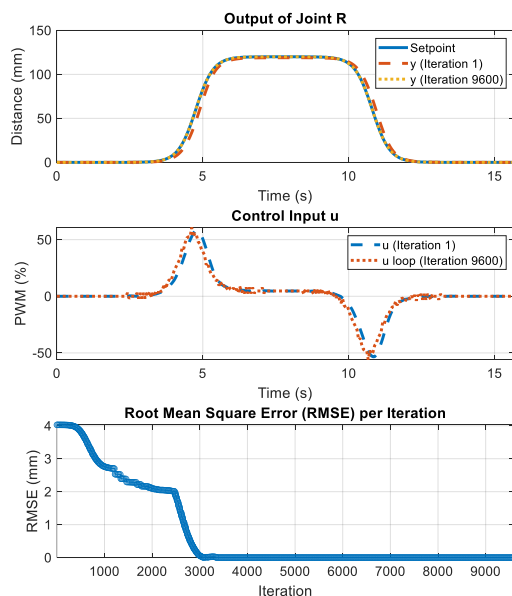 Output of Joint R
150
100
50
0
Distance (mm)
Setpoint
y (Iteration 1)
y (Iteration 9600)
0 5 10 15
Time (s)
Control Input u
50
0
-50
PWM (%)
u (Iteration 1)
u loop (Iteration 9600)
0 5 10 15
Time (s)
Root Mean Square Error (RMSE) per Iteration
4
3
2
1
0
RMSE (mm)
1000 2000 3000 4000 5000 6000 7000 8000 9000
Iteration